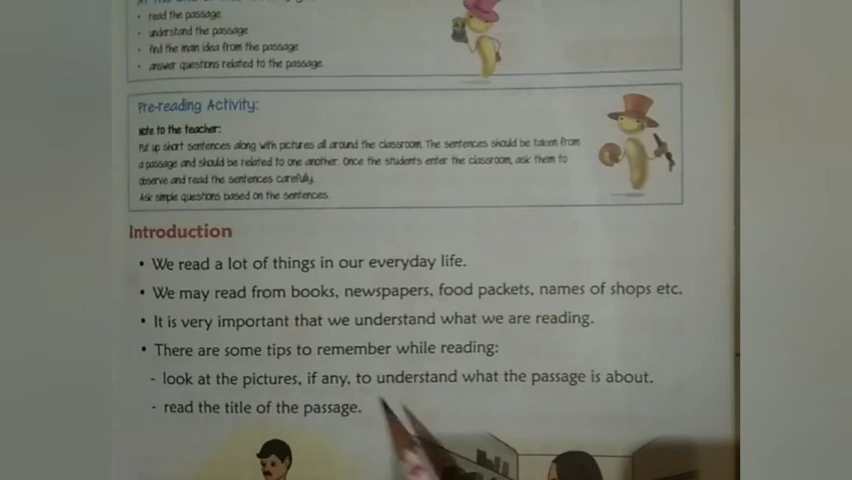 • read the passage
• understand the passage
• find the man idea from the passage
• answer questions related to the passage
Pre-reading Activity:
Note to the teacher:
Put up short sentences along with pictures all around the classroom. The sentences should be taken from
a passage and should be related to one another. Once the students enter the classroom, ask them to
observe and read the sentences carefully.
Ask simple questions based on the sentences.
Introduction
• We read a lot of things in our everyday life.
• We may read from books, newspapers, food packets, names of shops etc.
• It is very important that we understand what we are reading.
• There are some tips to remember while reading:
- look at the pictures, if any, to understand what the passage is about.
- read the title of the passage.